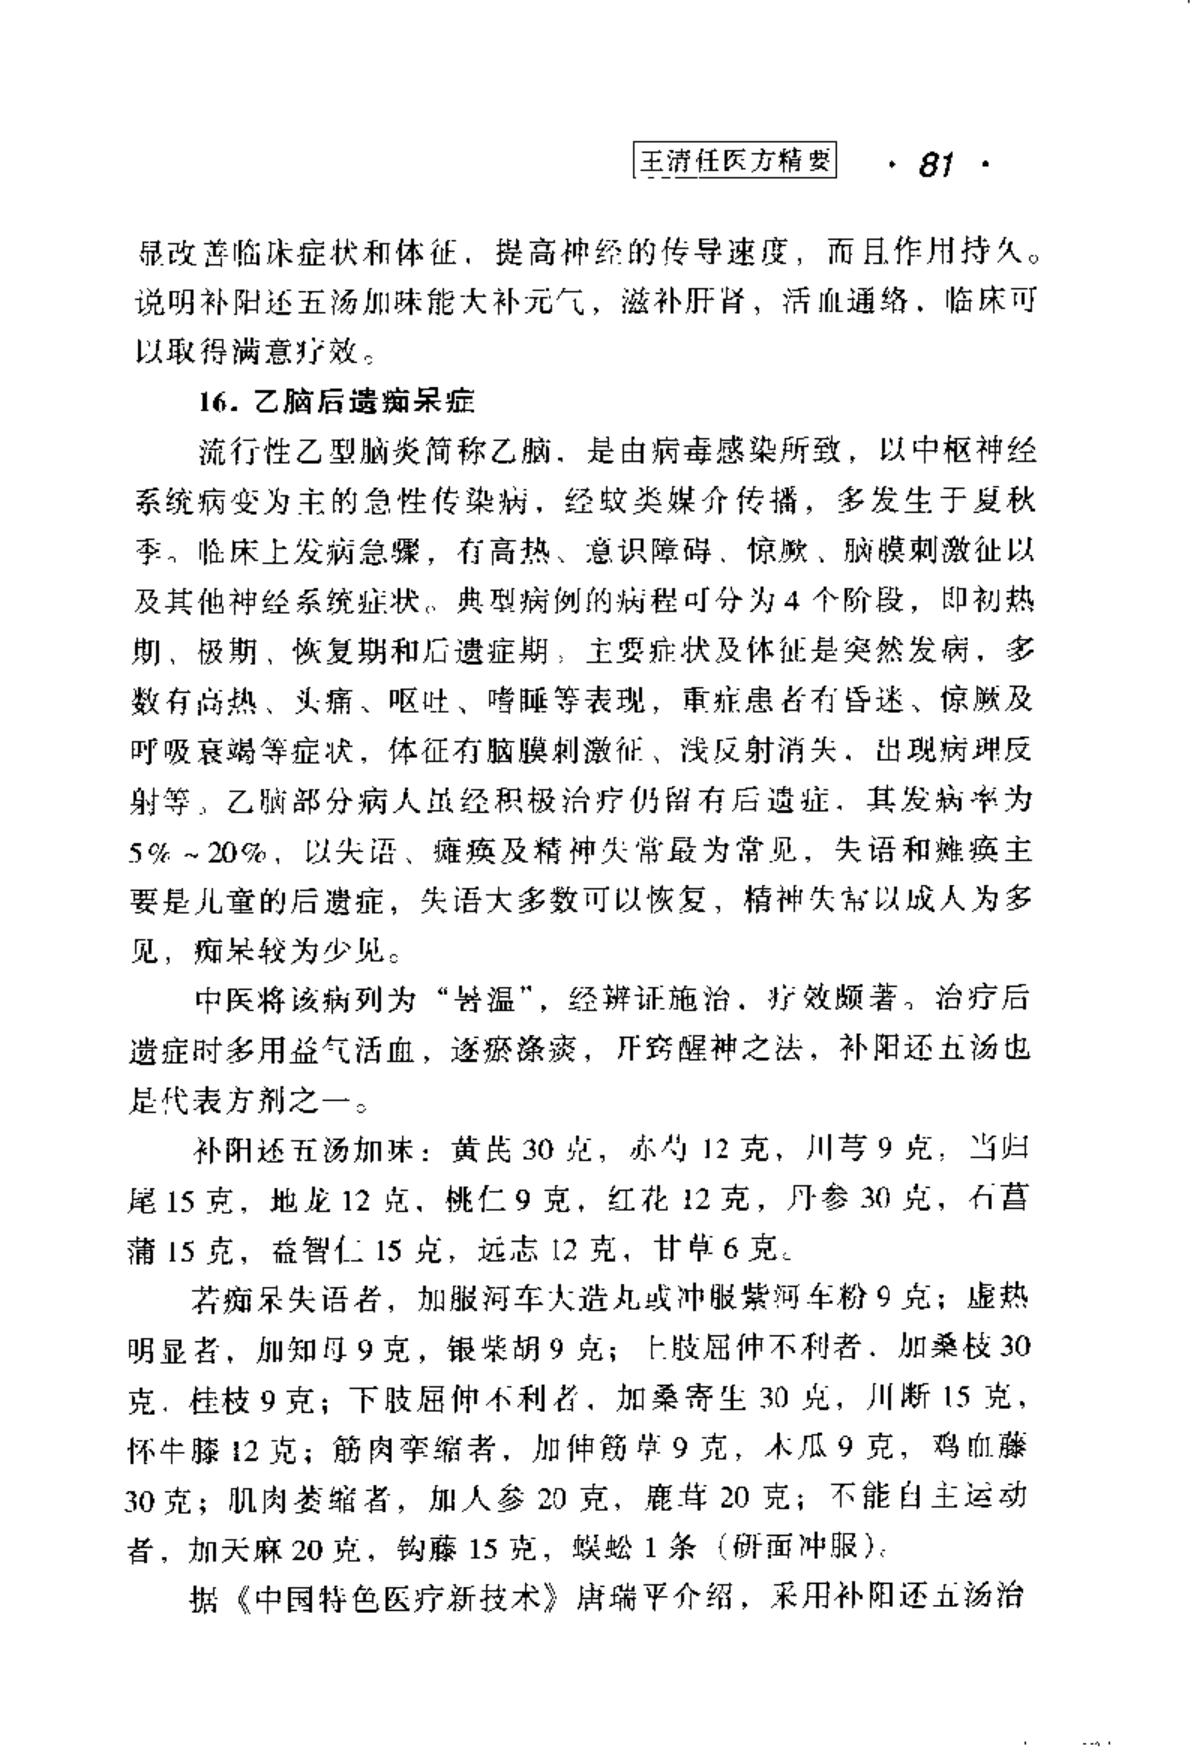 王清任医方精要 · 81 ·
显改善临床症状和体征，提高神经的传导速度，而且作用持久。
说明补阳还五汤加味能大补元气，滋补肝肾，活血通络，临床可
以取得满意疗效。
16. 乙脑后遗痴呆症
流行性乙型脑炎简称乙脑，是由病毒感染所致，以中枢神经
系统病变为主的急性传染病，经蚊类媒介传播，多发生于夏秋
季。临床上发病急骤，有高热、意识障碍、惊厥、脑膜刺激征以
及其他神经系统症状。典型病例的病程可分为 4 个阶段，即初热
期、极期、恢复期和后遗症期。主要症状及体征是突然发病，多
数有高热、头痛、呕吐、嗜睡等表现，重症患者有昏迷、惊厥及
呼吸衰竭等症状，体征有脑膜刺激征、浅反射消失，出现病理反
射等。乙脑部分病人虽经积极治疗仍留有后遗症，其发病率为
5% ~ 20%，以失语、瘫痪及精神失常最为常见，失语和瘫痪主
要是儿童的后遗症，失语大多数可以恢复，精神失常以成人为多
见，痴呆较为少见。
中医将该病列为“暑温”，经辨证施治，疗效颇著。治疗后
遗症时多用益气活血，逐瘀涤痰，开窍醒神之法，补阳还五汤也
是代表方剂之一。
补阳还五汤加味：黄芪 30 克，赤芍 12 克，川芎 9 克，当归
尾 15 克，地龙 12 克，桃仁 9 克，红花 12 克，丹参 30 克，石菖
蒲 15 克，益智仁 15 克，远志 12 克，甘草 6 克。
若痴呆失语者，加服河车大造丸或冲服紫河车粉 9 克；虚热
明显者，加知母 9 克，银柴胡 9 克；上肢屈伸不利者，加桑枝 30
克，桂枝 9 克；下肢屈伸不利者，加桑寄生 30 克，川断 15 克，
怀牛膝 12 克；筋肉挛缩者，加伸筋草 9 克，木瓜 9 克，鸡血藤
30 克；肌肉萎缩者，加人参 20 克，鹿茸 20 克；不能自主运动
者，加天麻 20 克，钩藤 15 克，蜈蚣 1 条（研面冲服）。
据《中国特色医疗新技术》唐瑞平介绍，采用补阳还五汤治